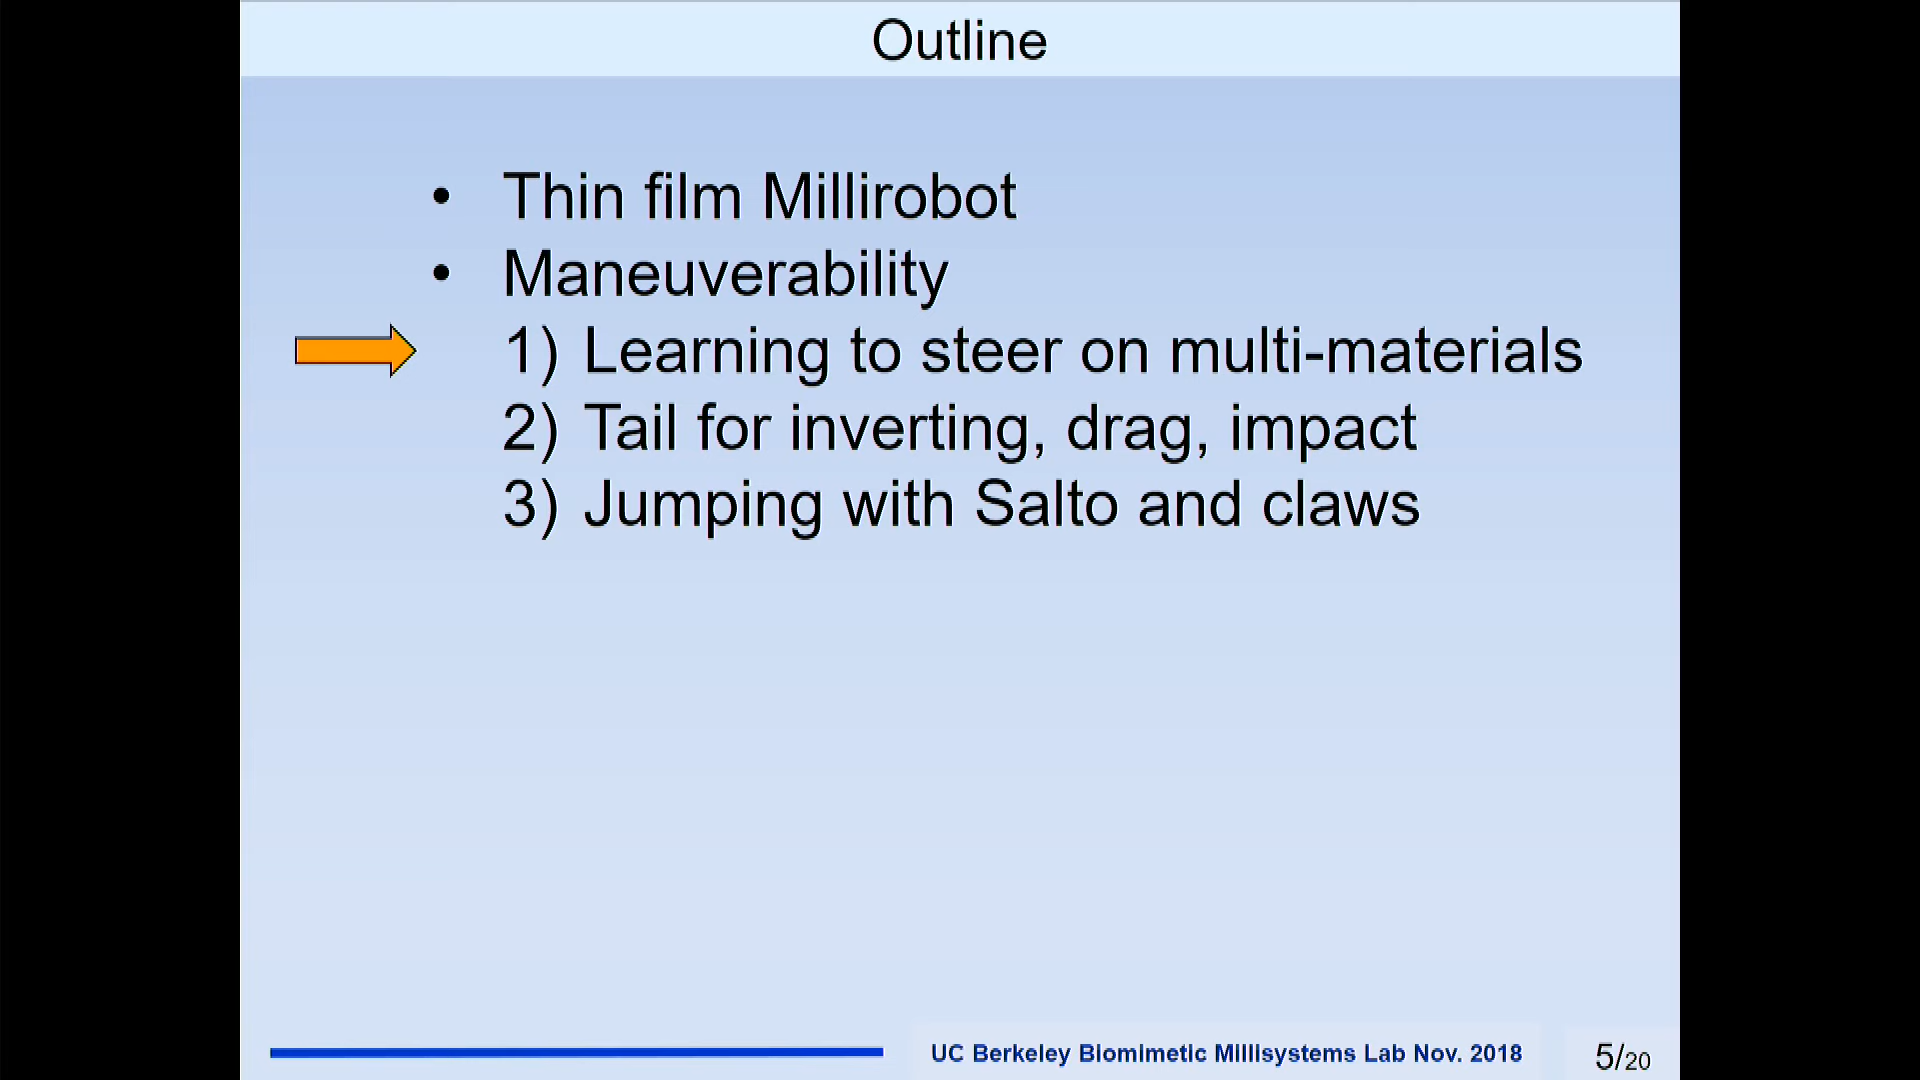 Outline
• Thin film Millirobot
• Maneuverability
1) Learning to steer on multi-materials
2) Tail for inverting, drag, impact
3) Jumping with Salto and claws
UC Berkeley Biomimetic Millisystems Lab Nov. 2018
5/20